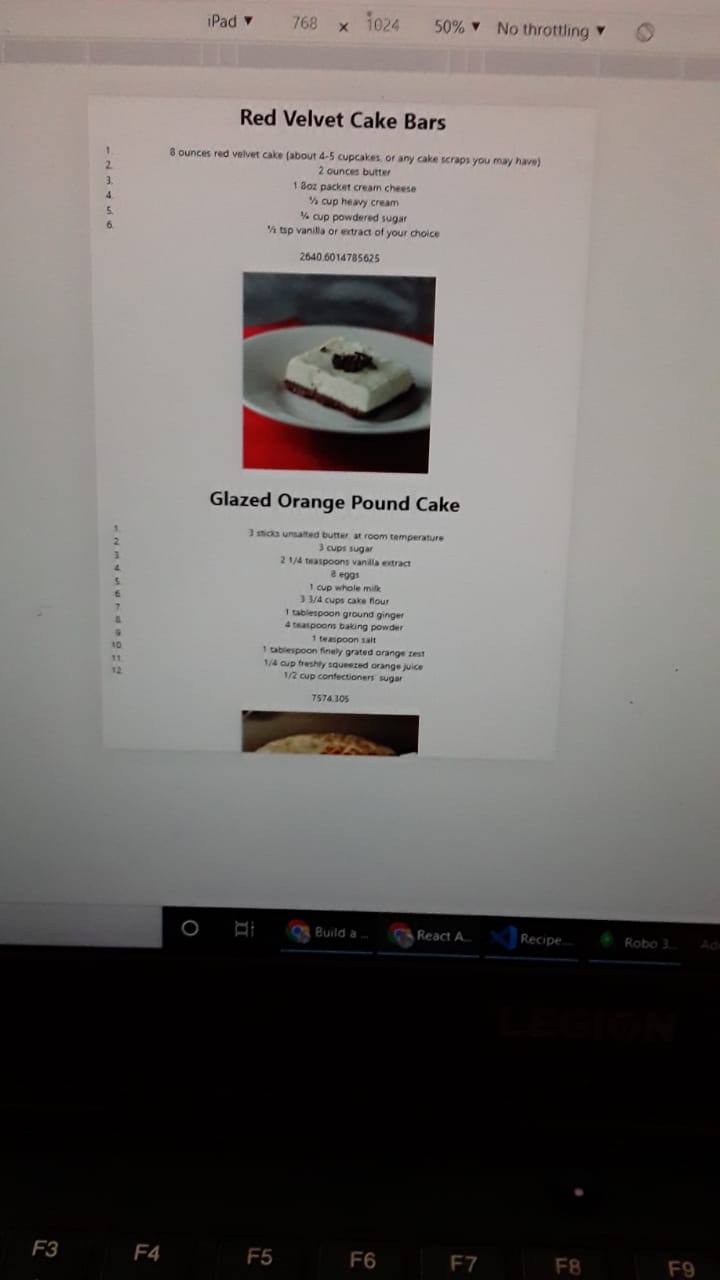 iPad ▼ 768 x 1024 50% ▼ No throttling ▼
Red Velvet Cake Bars
1. 8 ounces red velvet cake (about 4-5 cupcakes, or any cake scraps you may have)
2. 2 ounces butter
3. 1 8oz packet cream cheese
4. ½ cup heavy cream
5. ¼ cup powdered sugar
6. ½ tsp vanilla or extract of your choice
2640.6014785625
Glazed Orange Pound Cake
1. 3 sticks unsalted butter, at room temperature
2. 3 cups sugar
3. 2 1/4 teaspoons vanilla extract
4. 8 eggs
5. 1 cup whole milk
6. 3 3/4 cups cake flour
7. 1 tablespoon ground ginger
8. 4 teaspoons baking powder
9. 1 teaspoon salt
10. 1 tablespoon finely grated orange zest
11. 1/4 cup freshly squeezed orange juice
12. 1/2 cup confectioners' sugar
7574.305
Build a ... React A... Recipe... Robo 3...
LEGION
F3 F4 F5 F6 F7 F8 F9